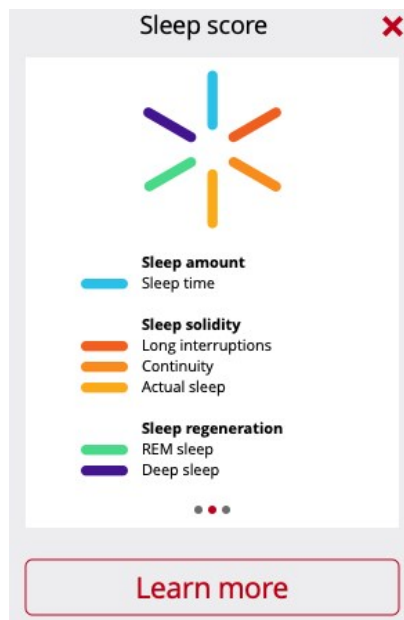 Sleep score
Sleep amount
Sleep time
Sleep solidity
Long interruptions
Continuity
Actual sleep
Sleep regeneration
REM sleep
Deep sleep
Learn more